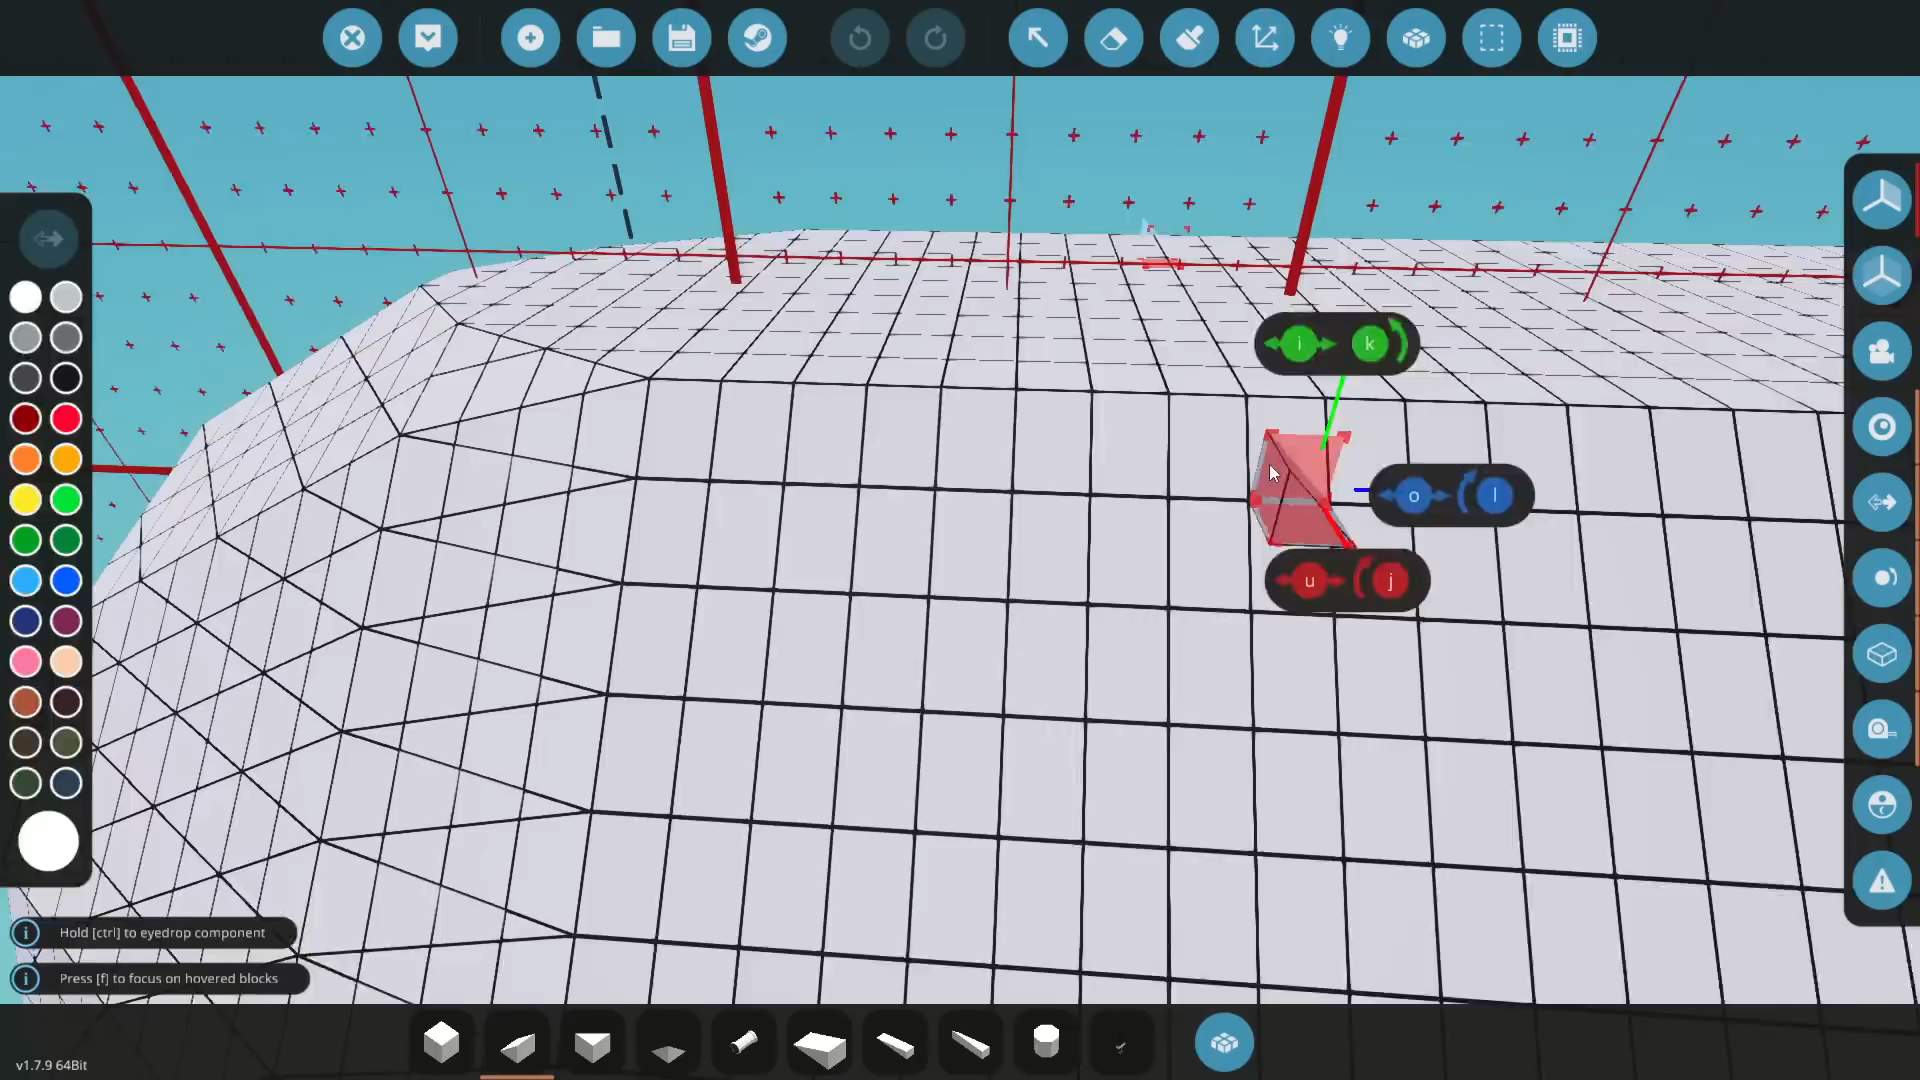 i k
o l
u j
Hold [ctrl] to eyedrop component
Press [f] to focus on hovered blocks
v1.7.9 64Bit